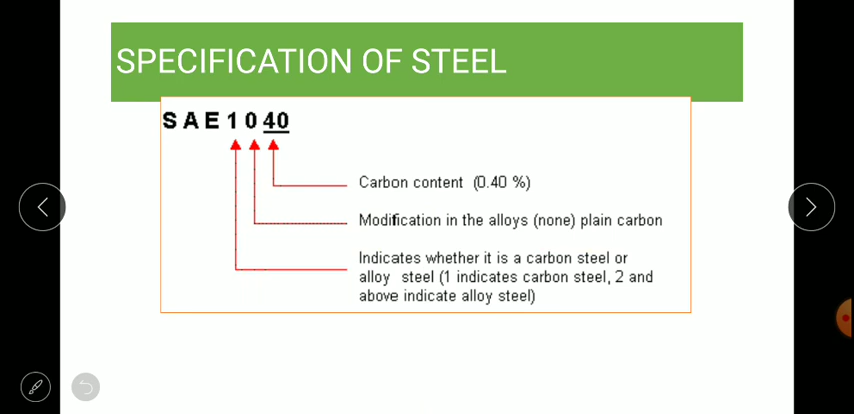 SPECIFICATION OF STEEL
SAE1040
Carbon content (0.40 %)
Modification in the alloys (none) plain carbon
Indicates whether it is a carbon steel or
alloy steel (1 indicates carbon steel, 2 and
above indicate alloy steel)